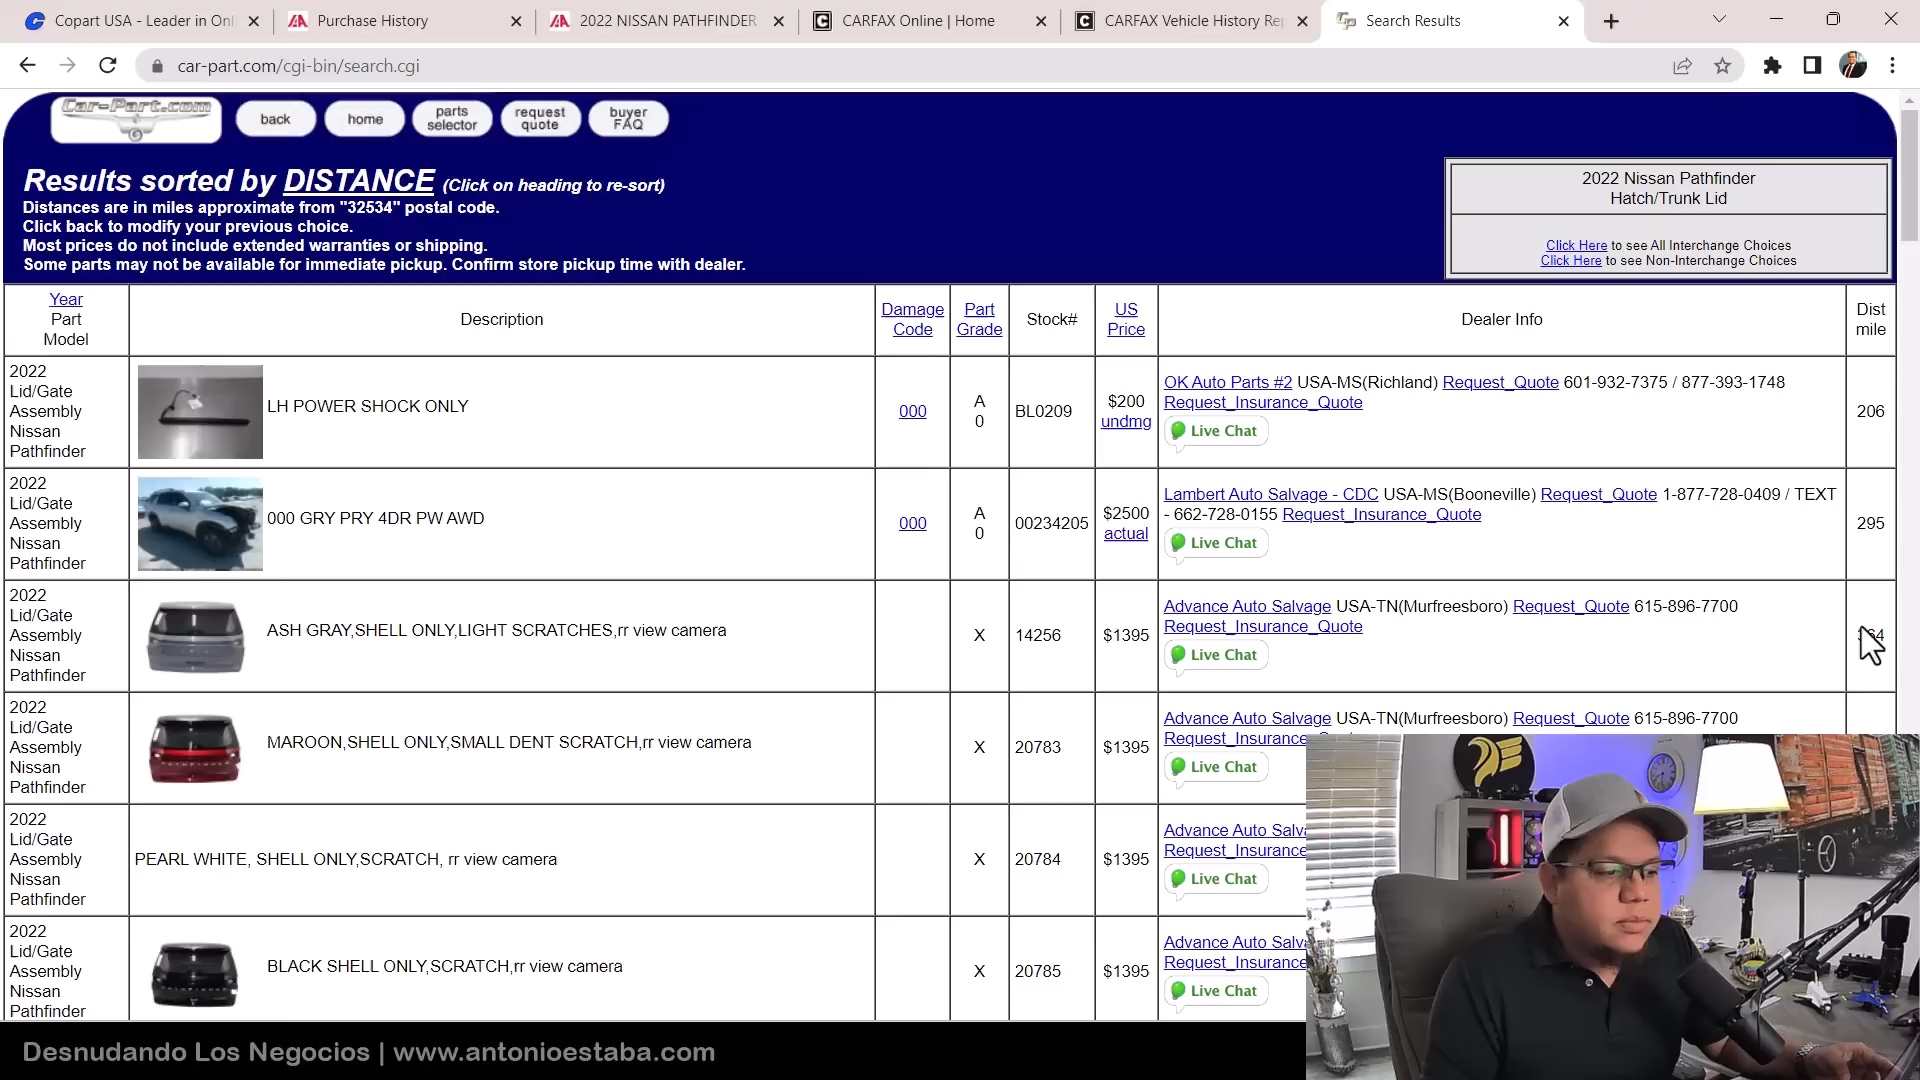 Copart USA - Leader in Onl
Purchase History
2022 NISSAN PATHFINDER
CARFAX Online | Home
CARFAX Vehicle History Rep
Search Results
car-part.com/cgi-bin/search.cgi
Car-Part.com
back
home
parts selector
request quote
buyer FAQ
Results sorted by DISTANCE (Click on heading to re-sort)
Distances are in miles approximate from "32534" postal code.
Click back to modify your previous choice.
Most prices do not include extended warranties or shipping.
Some parts may not be available for immediate pickup. Confirm store pickup time with dealer.
2022 Nissan Pathfinder
Hatch/Trunk Lid
Click Here to see All Interchange Choices
Click Here to see Non-Interchange Choices
Year
Part
Model
Description
Damage
Code
Part
Grade
Stock#
US
Price
Dealer Info
Dist
mile
2022
Lid/Gate
Assembly
Nissan
Pathfinder
LH POWER SHOCK ONLY
000
A
0
BL0209
$200
undmg
OK Auto Parts #2 USA-MS(Richland) Request_Quote 601-932-7375 / 877-393-1748
Request_Insurance_Quote
Live Chat
206
2022
Lid/Gate
Assembly
Nissan
Pathfinder
000 GRY PRY 4DR PW AWD
000
A
0
00234205
$2500
actual
Lambert Auto Salvage - CDC USA-MS(Booneville) Request_Quote 1-877-728-0409 / TEXT
- 662-728-0155 Request_Insurance_Quote
Live Chat
295
2022
Lid/Gate
Assembly
Nissan
Pathfinder
ASH GRAY,SHELL ONLY,LIGHT SCRATCHES,rr view camera
X
14256
$1395
Advance Auto Salvage USA-TN(Murfreesboro) Request_Quote 615-896-7700
Request_Insurance_Quote
Live Chat
2022
Lid/Gate
Assembly
Nissan
Pathfinder
MAROON,SHELL ONLY,SMALL DENT SCRATCH,rr view camera
X
20783
$1395
Advance Auto Salvage USA-TN(Murfreesboro) Request_Quote 615-896-7700
Request_Insurance
Live Chat
2022
Lid/Gate
Assembly
Nissan
Pathfinder
PEARL WHITE, SHELL ONLY,SCRATCH, rr view camera
X
20784
$1395
Advance Auto Salva
Request_Insurance
Live Chat
2022
Lid/Gate
Assembly
Nissan
Pathfinder
BLACK SHELL ONLY,SCRATCH,rr view camera
X
20785
$1395
Advance Auto Salva
Request_Insurance
Live Chat
Desnudando Los Negocios | www.antonioestaba.com